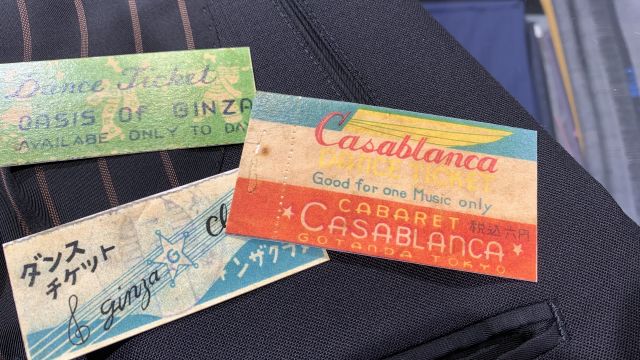 Dance Ticket
OASIS OF GINZA
AVAILABE ONLY TO DA
Casablanca
DANCE TICKET
Good for one Music only
CABARET 税込六円
CASABLANCA
GOTANDA TOKYO
ダンス
チケット
G
ginza